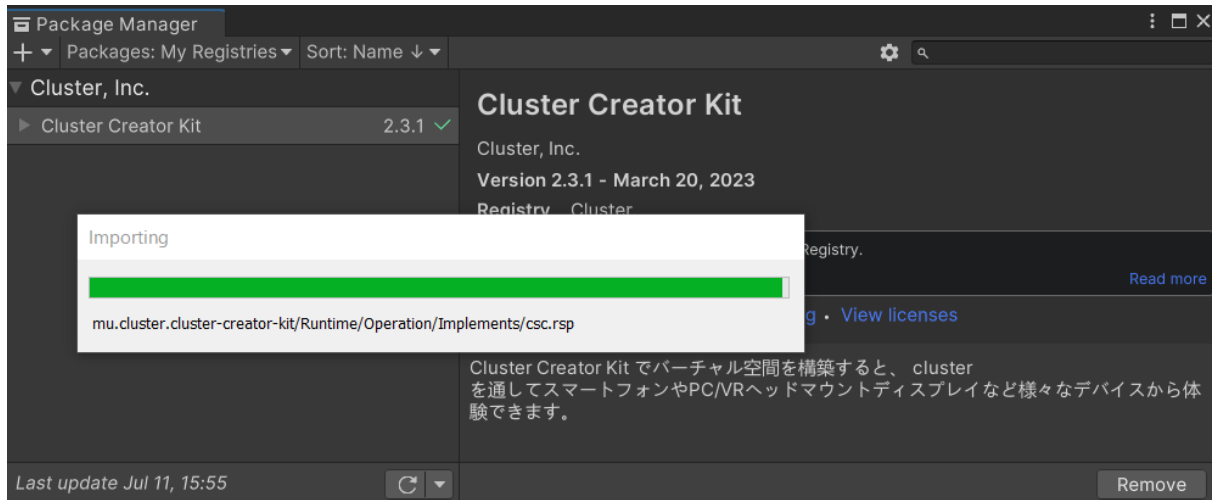 Package Manager
Packages: My Registries Sort: Name ↓
Cluster, Inc.
Cluster Creator Kit 2.3.1
Cluster Creator Kit
Cluster, Inc.
Version 2.3.1 - March 20, 2023
Registry Cluster
Registry.
Read more
View licenses
Importing
mu.cluster.cluster-creator-kit/Runtime/Operation/Implements/csc.rsp
Cluster Creator Kit でバーチャル空間を構築すると、 cluster
を通してスマートフォンやPC/VRヘッドマウントディスプレイなど様々なデバイスから体
験できます。
Last update Jul 11, 15:55
Remove